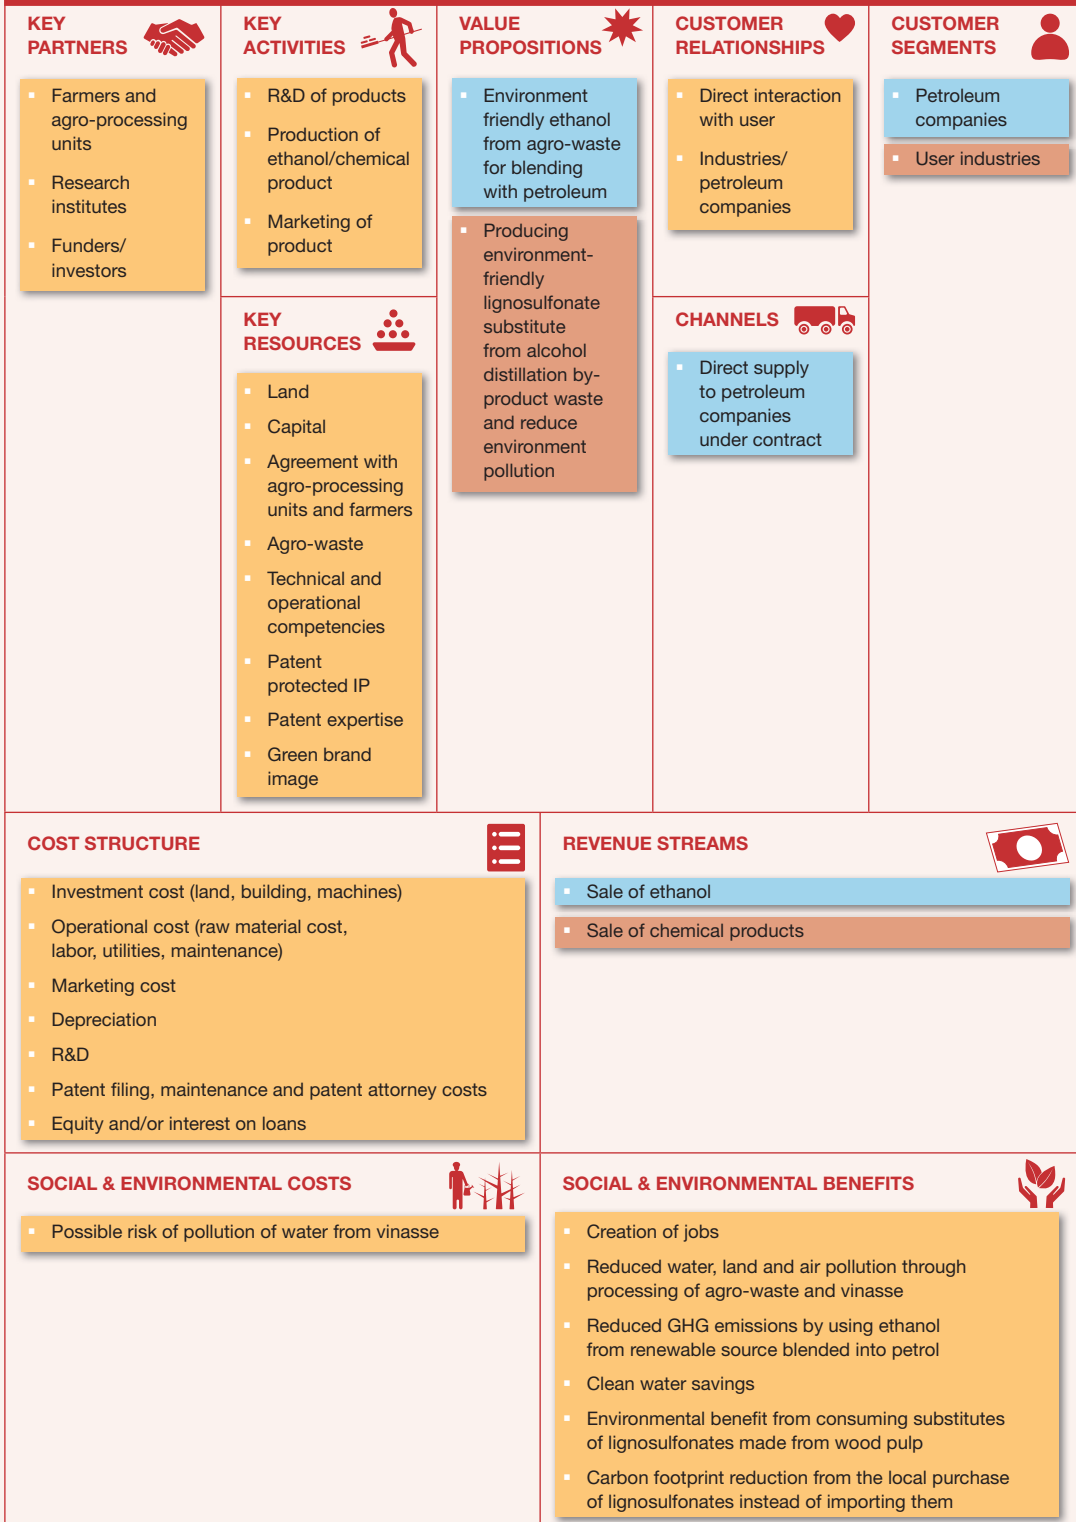 KEY
PARTNERS
Farmers and
agro-processing
units
Research
institutes
Funders/
investors
KEY
ACTIVITIES
R&D of products
Production of
ethanol/chemical
product
Marketing of
product
KEY
RESOURCES
Land
Capital
Agreement with
agro-processing
units and farmers
Agro-waste
Technical and
operational
competencies
Patent
protected IP
Patent expertise
Green brand
image
VALUE
PROPOSITIONS
Environment
friendly ethanol
from agro-waste
for blending
with petroleum
Producing
environment-
friendly
lignosulfonate
substitute
from alcohol
distillation by-
product waste
and reduce
environment
pollution
CUSTOMER
RELATIONSHIPS
Direct interaction
with user
Industries/
petroleum
companies
CHANNELS
Direct supply
to petroleum
companies
under contract
CUSTOMER
SEGMENTS
Petroleum
companies
User industries
COST STRUCTURE
Investment cost (land, building, machines)
Operational cost (raw material cost,
labor, utilities, maintenance)
Marketing cost
Depreciation
R&D
Patent filing, maintenance and patent attorney costs
Equity and/or interest on loans
REVENUE STREAMS
Sale of ethanol
Sale of chemical products
SOCIAL & ENVIRONMENTAL COSTS
Possible risk of pollution of water from vinasse
SOCIAL & ENVIRONMENTAL BENEFITS
Creation of jobs
Reduced water, land and air pollution through
processing of agro-waste and vinasse
Reduced GHG emissions by using ethanol
from renewable source blended into petrol
Clean water savings
Environmental benefit from consuming substitutes
of lignosulfonates made from wood pulp
Carbon footprint reduction from the local purchase
of lignosulfonates instead of importing them